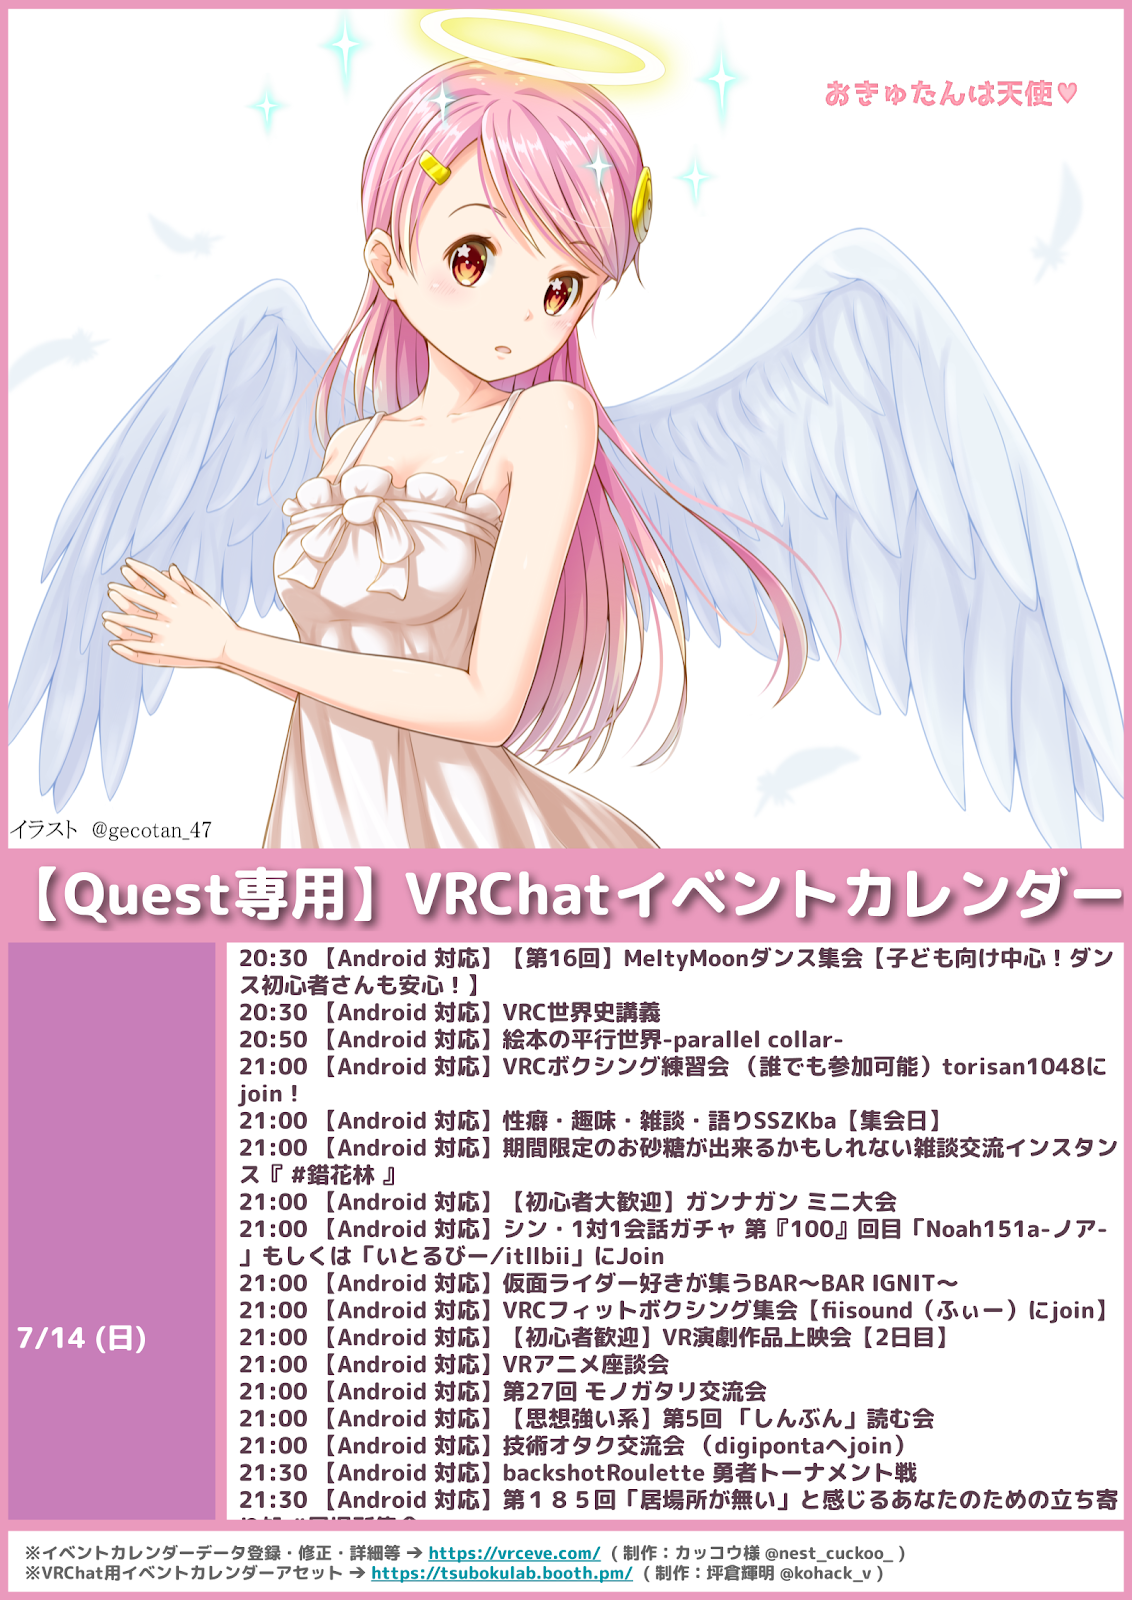 おきゅたんは天使♥
イラスト @gecotan_47
【Quest専用】VRChatイベントカレンダー
7/14 (日)
20:30 【Android 対応】【第16回】MeltyMoonダンス集会【子ども向け中心！ダン
ス初心者さんも安心！】
20:30 【Android 対応】VRC世界史講義
20:50 【Android 対応】絵本の平行世界-parallel collar-
21:00 【Android 対応】VRCボクシング練習会 （誰でも参加可能）torisan1048に
join！
21:00 【Android 対応】性癖・趣味・雑談・語りSSZKba【集会日】
21:00 【Android 対応】期間限定のお砂糖が出来るかもしれない雑談交流インスタン
ス『 #錯花林 』
21:00 【Android 対応】【初心者大歓迎】ガンナガン ミニ大会
21:00 【Android 対応】シン・1対1会話ガチャ 第『100』回目「Noah151a-ノア-
」もしくは「いとるびー/itllbii」にJoin
21:00 【Android 対応】仮面ライダー好きが集うBAR～BAR IGNIT～
21:00 【Android 対応】VRCフィットボクシング集会【fiisound（ふぃー）にjoin】
21:00 【Android 対応】【初心者歓迎】VR演劇作品上映会【2日目】
21:00 【Android 対応】VRアニメ座談会
21:00 【Android 対応】第27回 モノガタリ交流会
21:00 【Android 対応】【思想強い系】第5回 「しんぶん」読む会
21:00 【Android 対応】技術オタク交流会 （digipontaへjoin）
21:30 【Android 対応】backshotRoulette 勇者トーナメント戦
21:30 【Android 対応】第１８５回「居場所が無い」と感じるあなたのための立ち寄
※イベントカレンダーデータ登録・修正・詳細等 ➔ https://vrceve.com/ ( 制作：カッコウ様 @nest_cuckoo_ )
※VRChat用イベントカレンダーアセット ➔ https://tsubokulab.booth.pm/ ( 制作：坪倉輝明 @kohack_v )